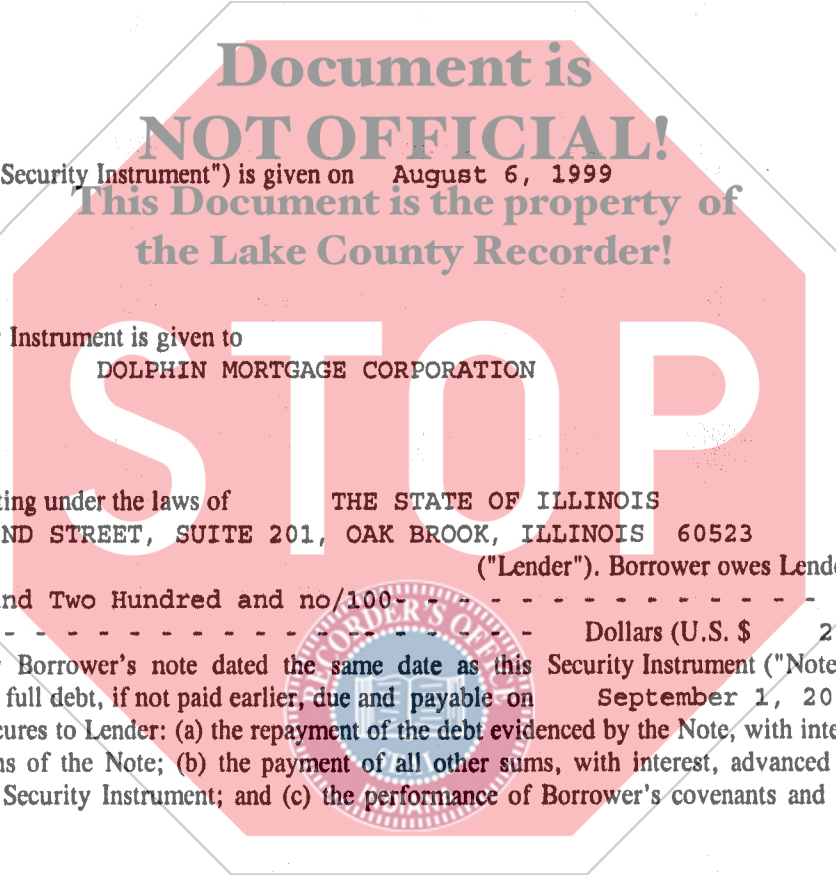 Document is
NOT OFFICIAL!
Security Instrument") is given on August 6, 1999
This Document is the property of
the Lake County Recorder!
Instrument is given to
DOLPHIN MORTGAGE CORPORATION
STOP
ting under the laws of THE STATE OF ILLINOIS
ND STREET, SUITE 201, OAK BROOK, ILLINOIS 60523
("Lender"). Borrower owes Lende
nd Two Hundred and no/100- - - - - - - - - - - - - -
- - - - - - - - - - - - - - - - - - - Dollars (U.S. $ 2
Borrower's note dated the same date as this Security Instrument ("Note
full debt, if not paid earlier, due and payable on September 1, 20
cures to Lender: (a) the repayment of the debt evidenced by the Note, with inte
ns of the Note; (b) the payment of all other sums, with interest, advanced
Security Instrument; and (c) the performance of Borrower's covenants and
RECORDER'S OFFICE